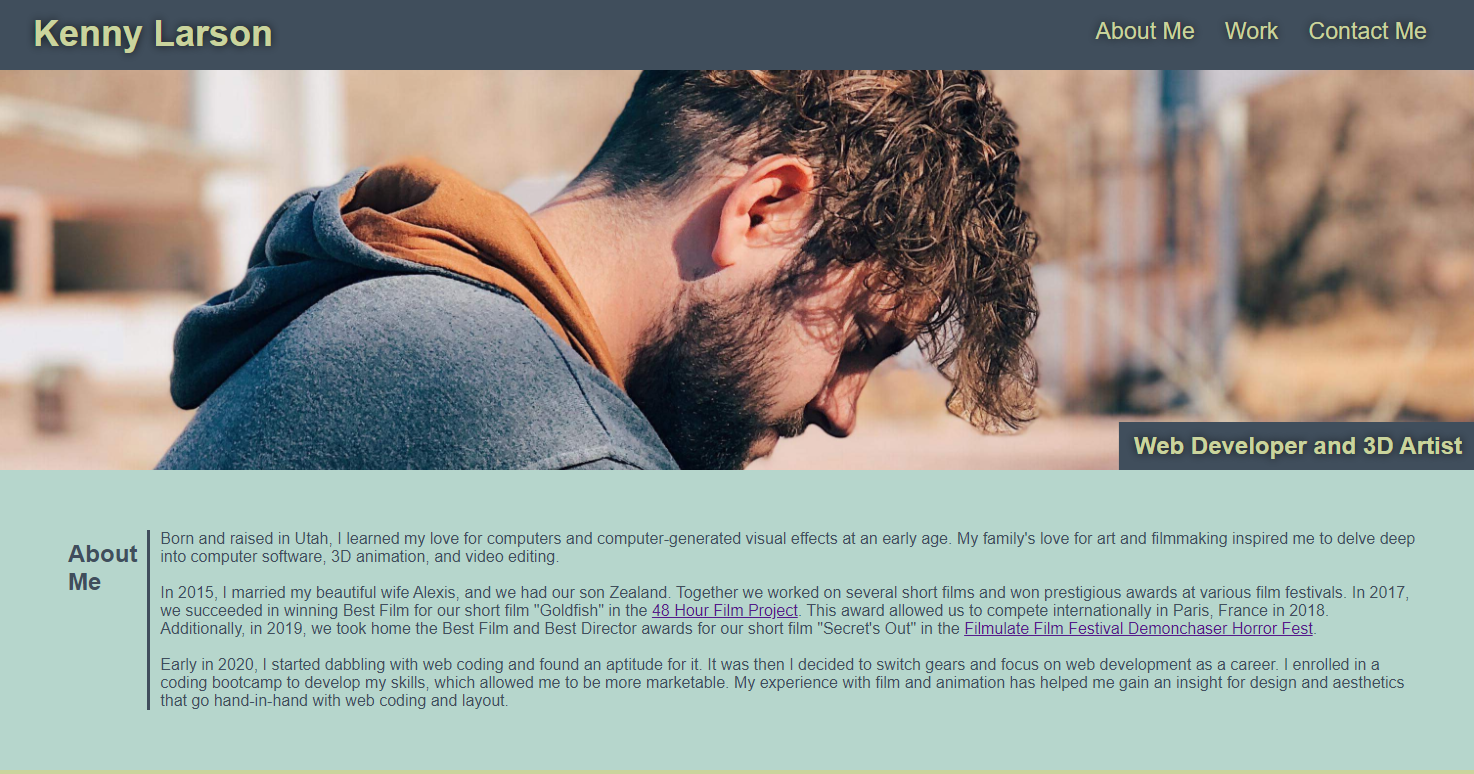 Kenny Larson
About Me Work Contact Me
Web Developer and 3D Artist
About
Me
Born and raised in Utah, I learned my love for computers and computer-generated visual effects at an early age. My family's love for art and filmmaking inspired me to delve deep
into computer software, 3D animation, and video editing.
In 2015, I married my beautiful wife Alexis, and we had our son Zealand. Together we worked on several short films and won prestigious awards at various film festivals. In 2017,
we succeeded in winning Best Film for our short film "Goldfish" in the 48 Hour Film Project. This award allowed us to compete internationally in Paris, France in 2018.
Additionally, in 2019, we took home the Best Film and Best Director awards for our short film "Secret's Out" in the Filmulate Film Festival Demonchaser Horror Fest.
Early in 2020, I started dabbling with web coding and found an aptitude for it. It was then I decided to switch gears and focus on web development as a career. I enrolled in a
coding bootcamp to develop my skills, which allowed me to be more marketable. My experience with film and animation has helped me gain an insight for design and aesthetics
that go hand-in-hand with web coding and layout.